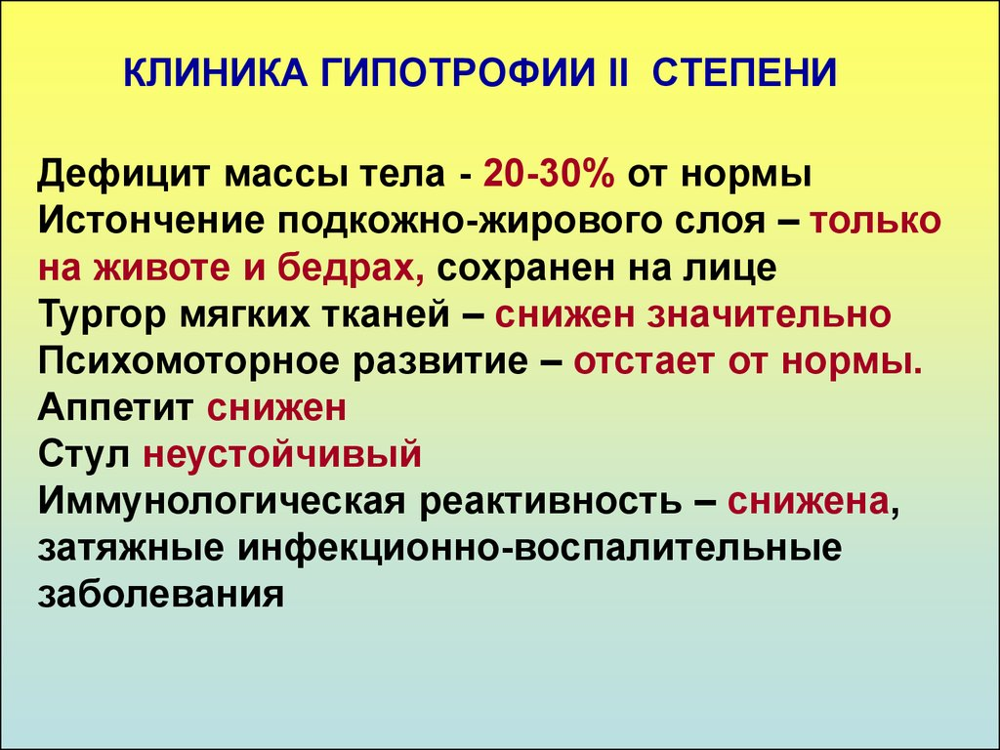 КЛИНИКА ГИПОТРОФИИ II СТЕПЕНИ
Дефицит массы тела - 20-30% от нормы
Истончение подкожно-жирового слоя – только
на животе и бедрах, сохранен на лице
Тургор мягких тканей – снижен значительно
Психомоторное развитие – отстает от нормы.
Аппетит снижен
Стул неустойчивый
Иммунологическая реактивность – снижена,
затяжные инфекционно-воспалительные
заболевания